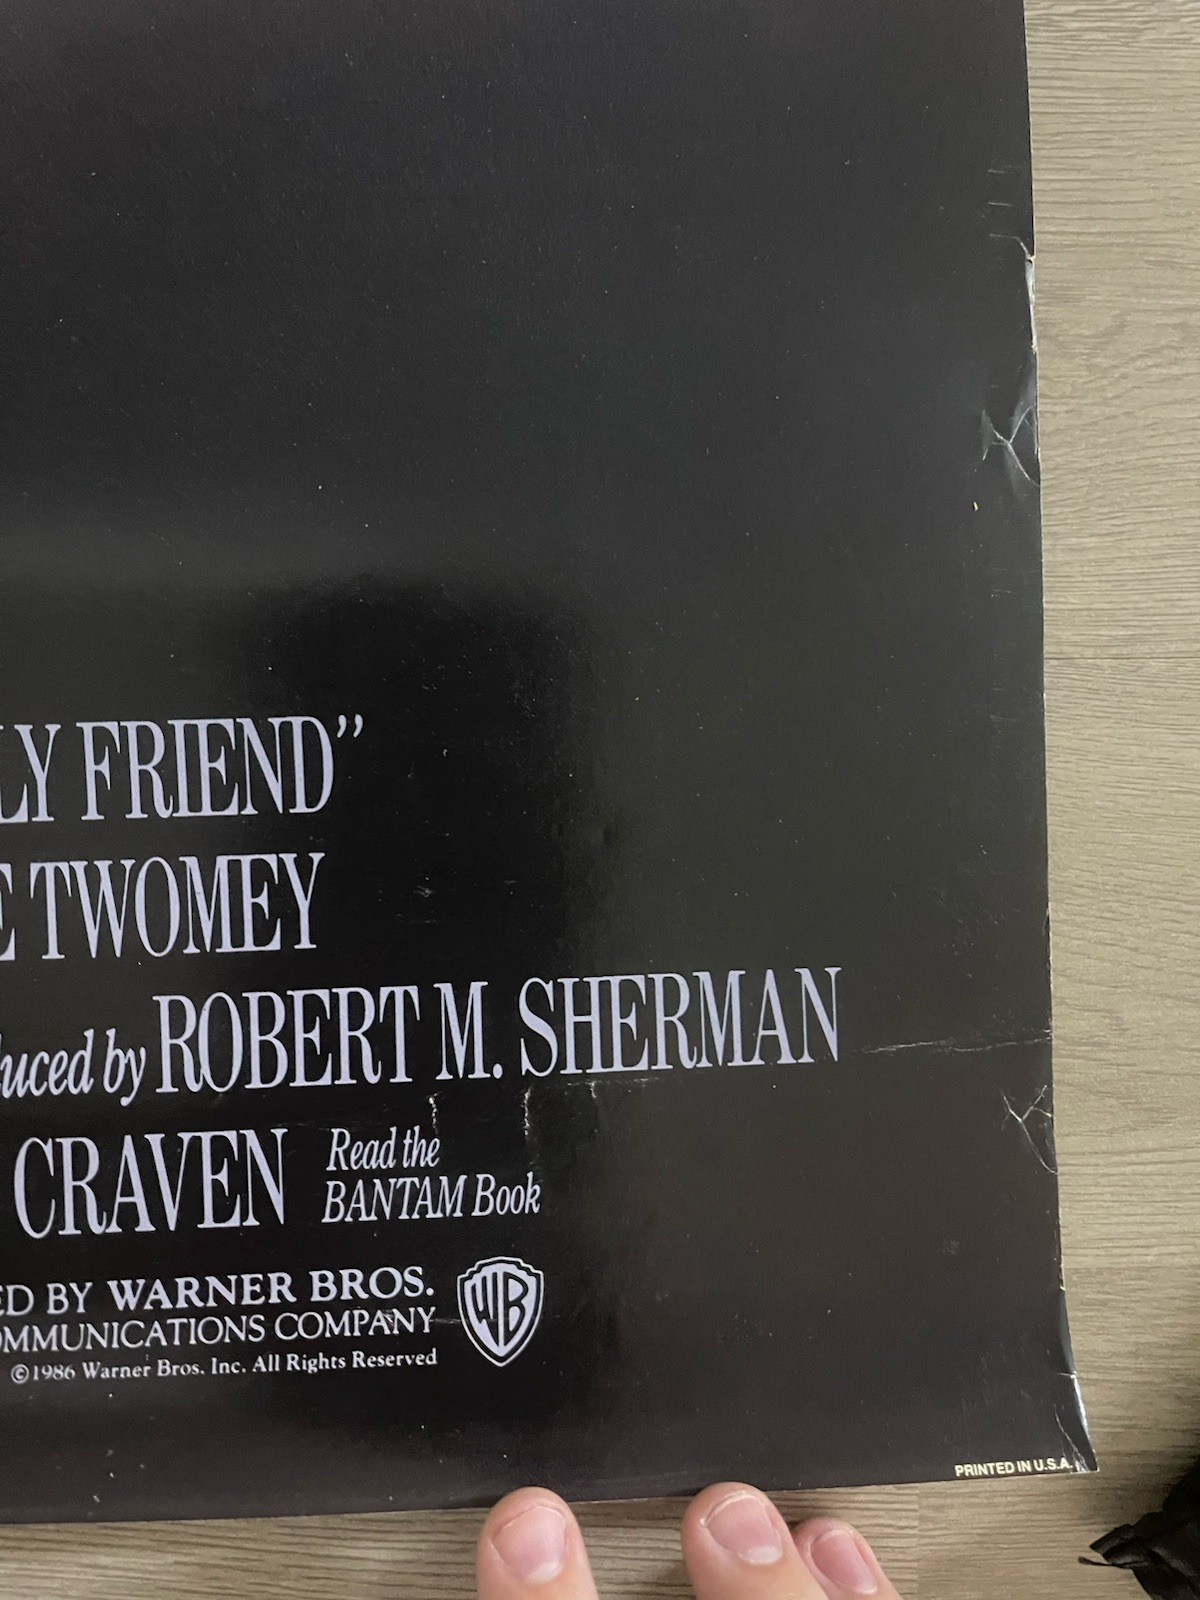 LY FRIEND”
E TWOMEY
duced by ROBERT M. SHERMAN
CRAVEN Read the
BANTAM Book
ED BY WARNER BROS.
OMMUNICATIONS COMPANY
©1986 Warner Bros. Inc. All Rights Reserved
WB
PRINTED IN U.S.A.